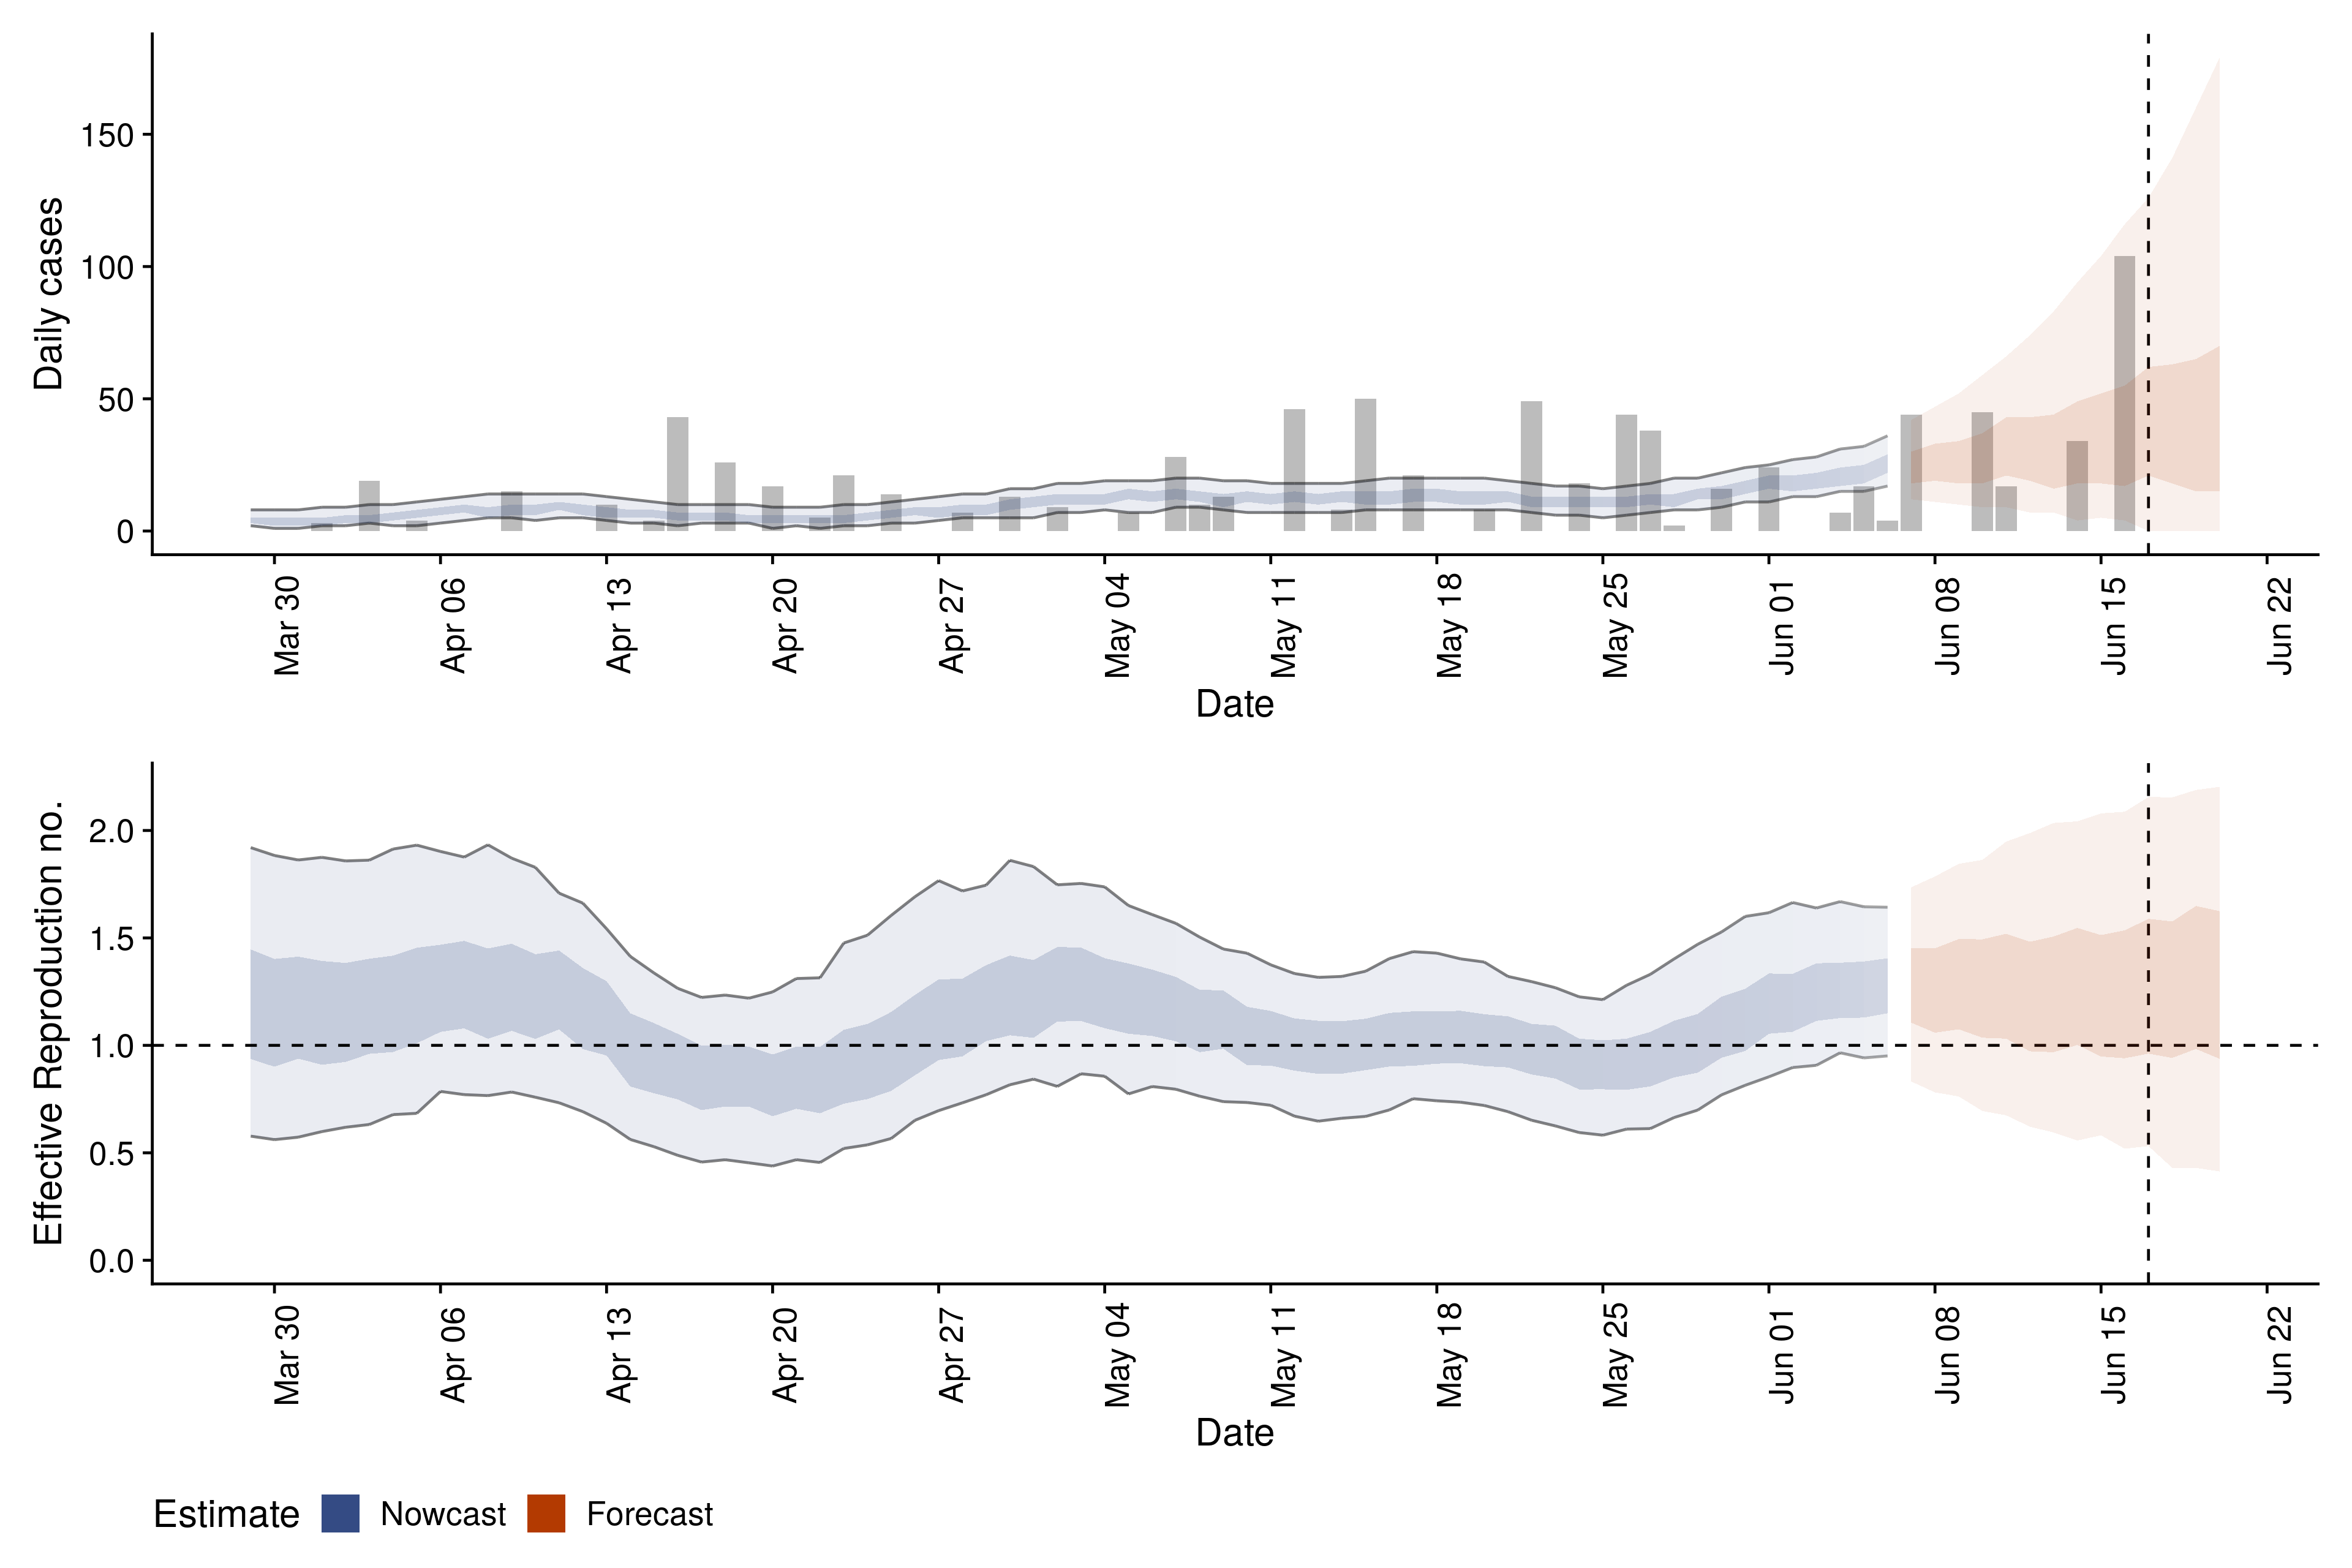 Daily cases
150
100
50
0
Mar 30
Apr 06
Apr 13
Apr 20
Apr 27
May 04
May 11
May 18
May 25
Jun 01
Jun 08
Jun 15
Jun 22
Date
Effective Reproduction no.
2.0
1.5
1.0
0.5
0.0
Mar 30
Apr 06
Apr 13
Apr 20
Apr 27
May 04
May 11
May 18
May 25
Jun 01
Jun 08
Jun 15
Jun 22
Date
Estimate Nowcast Forecast